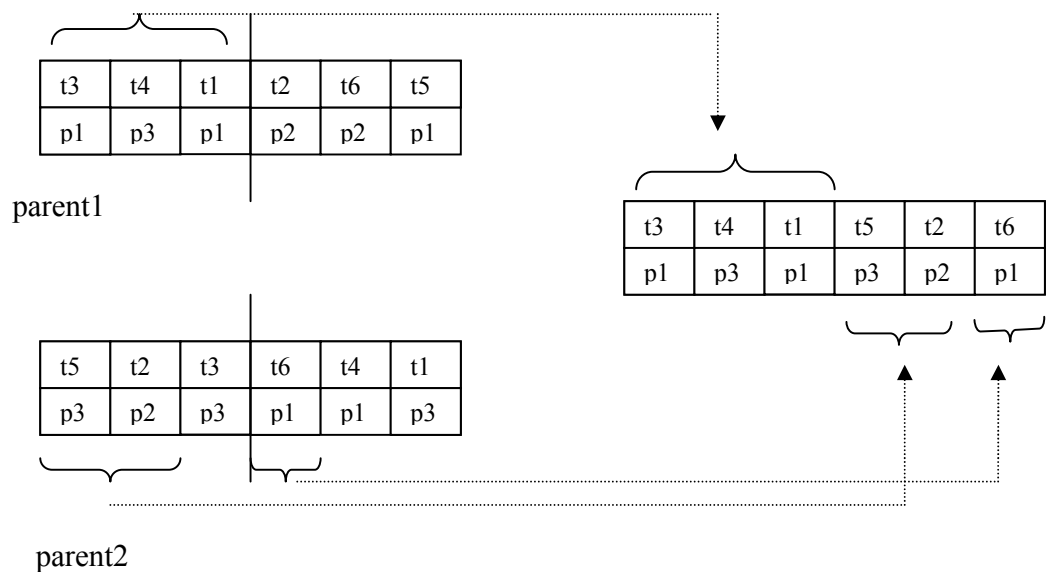 t3 t4 t1 t2 t6 t5
p1 p3 p1 p2 p2 p1
parent1
t3 t4 t1 t5 t2 t6
p1 p3 p1 p3 p2 p1
t5 t2 t3 t6 t4 t1
p3 p2 p3 p1 p1 p3
parent2